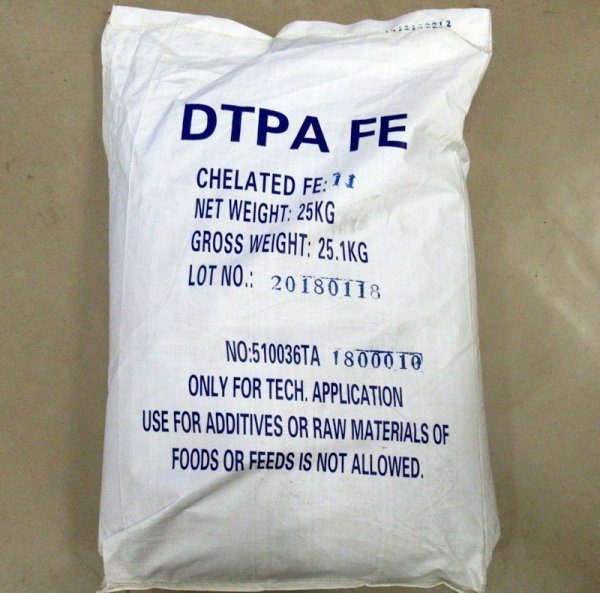 DTPA FE
CHELATED FE: 11
NET WEIGHT: 25KG
GROSS WEIGHT: 25.1KG
LOT NO.: 20180118
NO:510036TA 1800010
ONLY FOR TECH. APPLICATION
USE FOR ADDITIVES OR RAW MATERIALS OF
FOODS OR FEEDS IS NOT ALLOWED.